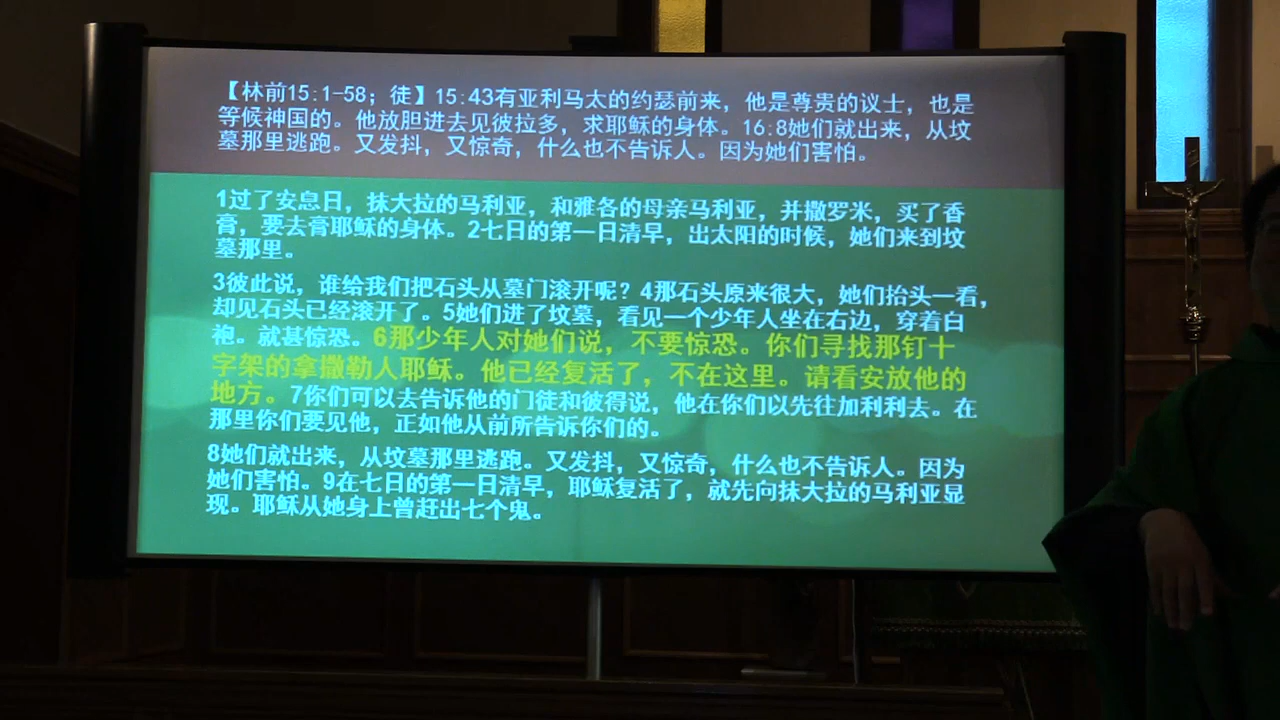 【林前15:1-58；徒】15:43有亚利马太的约瑟前来，他是尊贵的议士，也是
等候神国的。他放胆进去见彼拉多，求耶稣的身体。16:8她们就出来，从坟
墓那里逃跑。又发抖，又惊奇，什么也不告诉人。因为她们害怕。
1过了安息日，抹大拉的马利亚，和雅各的母亲马利亚，并撒罗米，买了香
膏，要去膏耶稣的身体。2七日的第一日清早，出太阳的时候，她们来到坟
墓那里。
3彼此说，谁给我们把石头从墓门滚开呢？4那石头原来很大，她们抬头一看，
却见石头已经滚开了。5她们进了坟墓，看见一个少年人坐在右边，穿着白
袍。就甚惊恐。6那少年人对她们说，不要惊恐。你们寻找那钉十
字架的拿撒勒人耶稣。他已经复活了，不在这里。请看安放他的
地方。7你们可以去告诉他的门徒和彼得说，他在你们以先往加利利去。在
那里你们要见他，正如他从前所告诉你们的。
8她们就出来，从坟墓那里逃跑。又发抖，又惊奇，什么也不告诉人。因为
她们害怕。9在七日的第一日清早，耶稣复活了，就先向抹大拉的马利亚显
现。耶稣从她身上曾赶出七个鬼。